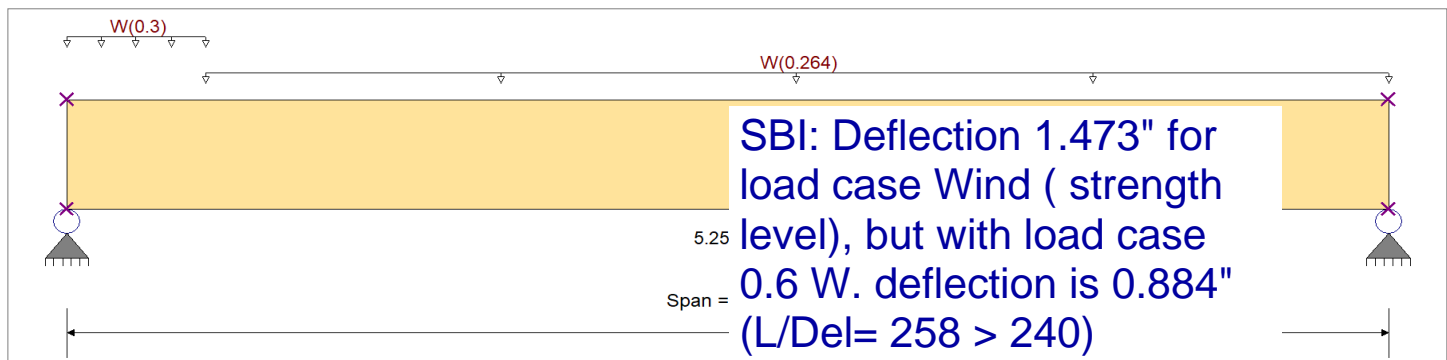 W(0.3)
W(0.264)
SBI: Deflection 1.473" for
load case Wind ( strength
level), but with load case
0.6 W. deflection is 0.884"
(L/Del= 258 > 240)
5.25
Span =